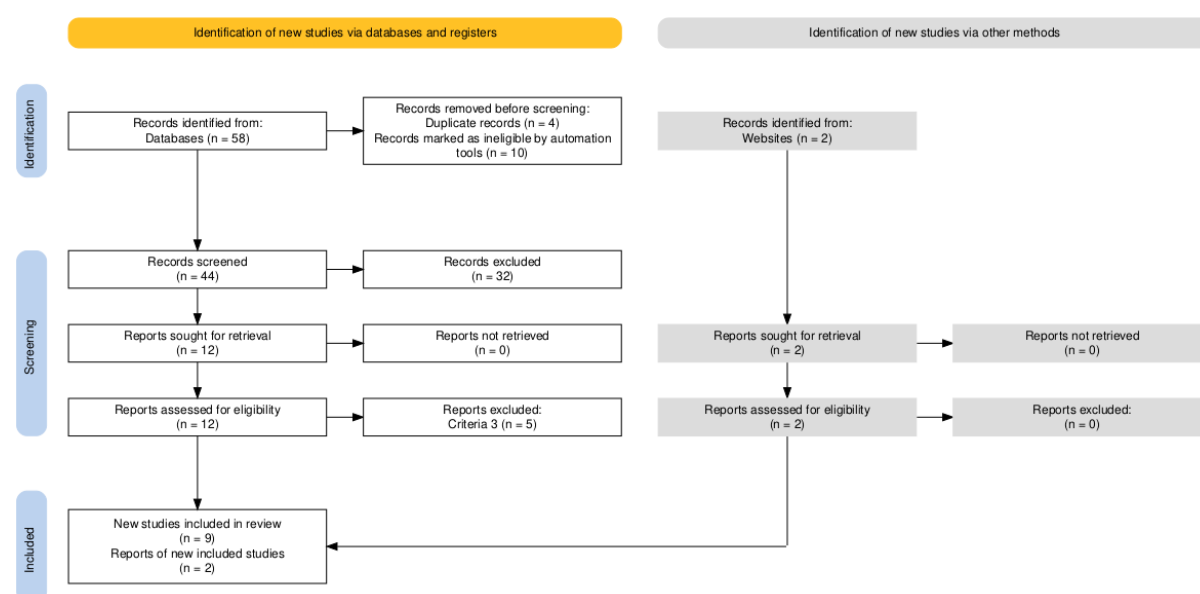 Identification of new studies via databases and registers
Identification of new studies via other methods
Identification
Records identified from:
Databases (n = 58)
Records removed before screening:
Duplicate records (n = 4)
Records marked as ineligible by automation
tools (n = 10)
Records identified from:
Websites (n = 2)
Screening
Records screened
(n = 44)
Records excluded
(n = 32)
Reports sought for retrieval
(n = 12)
Reports not retrieved
(n = 0)
Reports sought for retrieval
(n = 2)
Reports not retrieved
(n = 0)
Reports assessed for eligibility
(n = 12)
Reports excluded:
Criteria 3 (n = 5)
Reports assessed for eligibility
(n = 2)
Reports excluded:
(n = 0)
Included
New studies included in review
(n = 9)
Reports of new included studies
(n = 2)